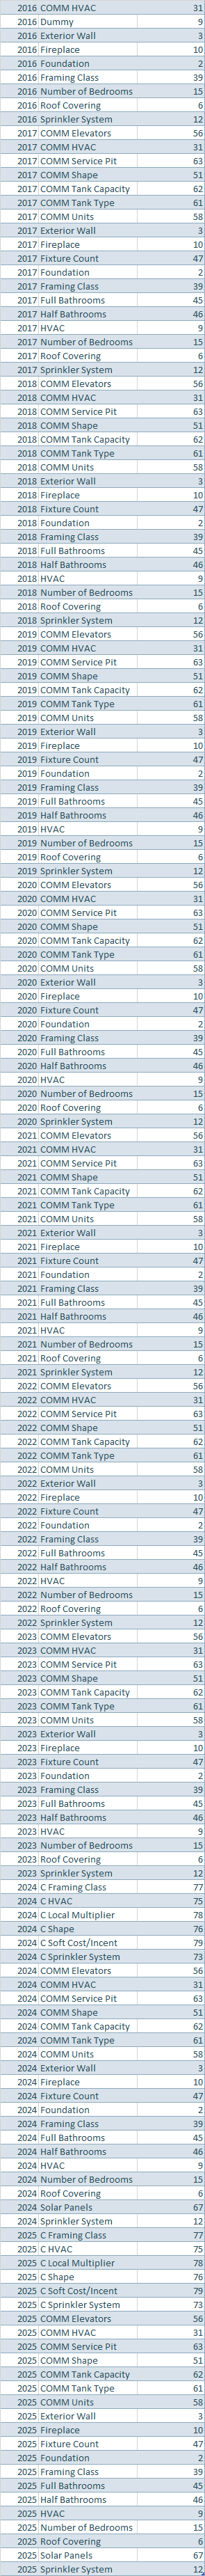 2016 COMM HVAC 31
2016 Dummy 9
2016 Exterior Wall 3
2016 Fireplace 10
2016 Foundation 2
2016 Framing Class 39
2016 Number of Bedrooms 15
2016 Roof Covering 6
2016 Sprinkler System 12
2017 COMM Elevators 56
2017 COMM HVAC 31
2017 COMM Service Pit 63
2017 COMM Shape 51
2017 COMM Tank Capacity 62
2017 COMM Tank Type 61
2017 COMM Units 58
2017 Exterior Wall 3
2017 Fireplace 10
2017 Fixture Count 47
2017 Foundation 2
2017 Framing Class 39
2017 Full Bathrooms 45
2017 Half Bathrooms 46
2017 HVAC 9
2017 Number of Bedrooms 15
2017 Roof Covering 6
2017 Sprinkler System 12
2018 COMM Elevators 56
2018 COMM HVAC 31
2018 COMM Service Pit 63
2018 COMM Shape 51
2018 COMM Tank Capacity 62
2018 COMM Tank Type 61
2018 COMM Units 58
2018 Exterior Wall 3
2018 Fireplace 10
2018 Fixture Count 47
2018 Foundation 2
2018 Framing Class 39
2018 Full Bathrooms 45
2018 Half Bathrooms 46
2018 HVAC 9
2018 Number of Bedrooms 15
2018 Roof Covering 6
2018 Sprinkler System 12
2019 COMM Elevators 56
2019 COMM HVAC 31
2019 COMM Service Pit 63
2019 COMM Shape 51
2019 COMM Tank Capacity 62
2019 COMM Tank Type 61
2019 COMM Units 58
2019 Exterior Wall 3
2019 Fireplace 10
2019 Fixture Count 47
2019 Foundation 2
2019 Framing Class 39
2019 Full Bathrooms 45
2019 Half Bathrooms 46
2019 HVAC 9
2019 Number of Bedrooms 15
2019 Roof Covering 6
2019 Sprinkler System 12
2020 COMM Elevators 56
2020 COMM HVAC 31
2020 COMM Service Pit 63
2020 COMM Shape 51
2020 COMM Tank Capacity 62
2020 COMM Tank Type 61
2020 COMM Units 58
2020 Exterior Wall 3
2020 Fireplace 10
2020 Fixture Count 47
2020 Foundation 2
2020 Framing Class 39
2020 Full Bathrooms 45
2020 Half Bathrooms 46
2020 HVAC 9
2020 Number of Bedrooms 15
2020 Roof Covering 6
2020 Sprinkler System 12
2021 COMM Elevators 56
2021 COMM HVAC 31
2021 COMM Service Pit 63
2021 COMM Shape 51
2021 COMM Tank Capacity 62
2021 COMM Tank Type 61
2021 COMM Units 58
2021 Exterior Wall 3
2021 Fireplace 10
2021 Fixture Count 47
2021 Foundation 2
2021 Framing Class 39
2021 Full Bathrooms 45
2021 Half Bathrooms 46
2021 HVAC 9
2021 Number of Bedrooms 15
2021 Roof Covering 6
2021 Sprinkler System 12
2022 COMM Elevators 56
2022 COMM HVAC 31
2022 COMM Service Pit 63
2022 COMM Shape 51
2022 COMM Tank Capacity 62
2022 COMM Tank Type 61
2022 COMM Units 58
2022 Exterior Wall 3
2022 Fireplace 10
2022 Fixture Count 47
2022 Foundation 2
2022 Framing Class 39
2022 Full Bathrooms 45
2022 Half Bathrooms 46
2022 HVAC 9
2022 Number of Bedrooms 15
2022 Roof Covering 6
2022 Sprinkler System 12
2023 COMM Elevators 56
2023 COMM HVAC 31
2023 COMM Service Pit 63
2023 COMM Shape 51
2023 COMM Tank Capacity 62
2023 COMM Tank Type 61
2023 COMM Units 58
2023 Exterior Wall 3
2023 Fireplace 10
2023 Fixture Count 47
2023 Foundation 2
2023 Framing Class 39
2023 Full Bathrooms 45
2023 Half Bathrooms 46
2023 HVAC 9
2023 Number of Bedrooms 15
2023 Roof Covering 6
2023 Sprinkler System 12
2024 C Framing Class 77
2024 C HVAC 75
2024 C Local Multiplier 78
2024 C Shape 76
2024 C Soft Cost/Incent 79
2024 C Sprinkler System 73
2024 COMM Elevators 56
2024 COMM HVAC 31
2024 COMM Service Pit 63
2024 COMM Shape 51
2024 COMM Tank Capacity 62
2024 COMM Tank Type 61
2024 COMM Units 58
2024 Exterior Wall 3
2024 Fireplace 10
2024 Fixture Count 47
2024 Foundation 2
2024 Framing Class 39
2024 Full Bathrooms 45
2024 Half Bathrooms 46
2024 HVAC 9
2024 Number of Bedrooms 15
2024 Roof Covering 6
2024 Solar Panels 67
2024 Sprinkler System 12
2025 C Framing Class 77
2025 C HVAC 75
2025 C Local Multiplier 78
2025 C Shape 76
2025 C Soft Cost/Incent 79
2025 C Sprinkler System 73
2025 COMM Elevators 56
2025 COMM HVAC 31
2025 COMM Service Pit 63
2025 COMM Shape 51
2025 COMM Tank Capacity 62
2025 COMM Tank Type 61
2025 COMM Units 58
2025 Exterior Wall 3
2025 Fireplace 10
2025 Fixture Count 47
2025 Foundation 2
2025 Framing Class 39
2025 Full Bathrooms 45
2025 Half Bathrooms 46
2025 HVAC 9
2025 Number of Bedrooms 15
2025 Roof Covering 6
2025 Solar Panels 67
2025 Sprinkler System 12